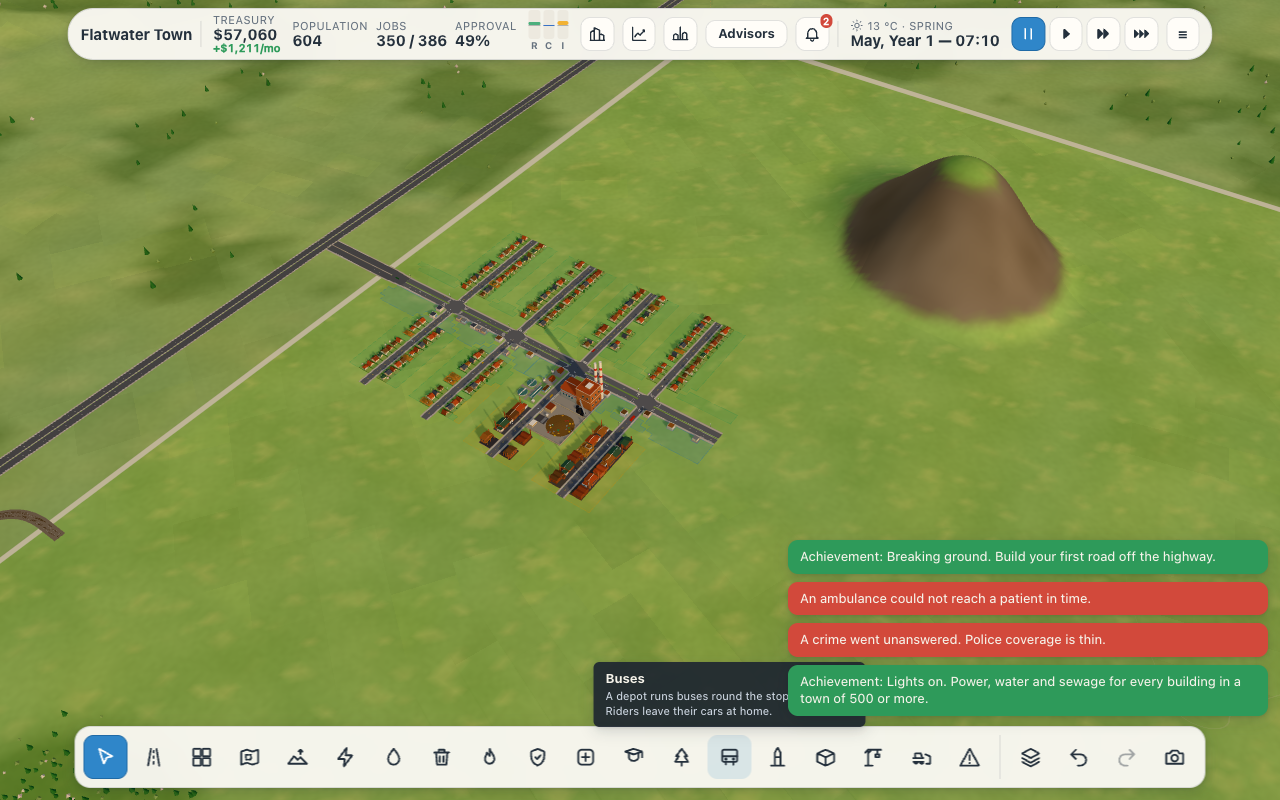 Flatwater Town
TREASURY
$57,060
+$1,211/mo
POPULATION
604
JOBS
350 / 386
APPROVAL
49%
R C I
Advisors
2
13 °C · SPRING
May, Year 1 — 07:10
Achievement: Breaking ground. Build your first road off the highway.
An ambulance could not reach a patient in time.
A crime went unanswered. Police coverage is thin.
Achievement: Lights on. Power, water and sewage for every building in a
town of 500 or more.
Buses
A depot runs buses round the stop
Riders leave their cars at home.